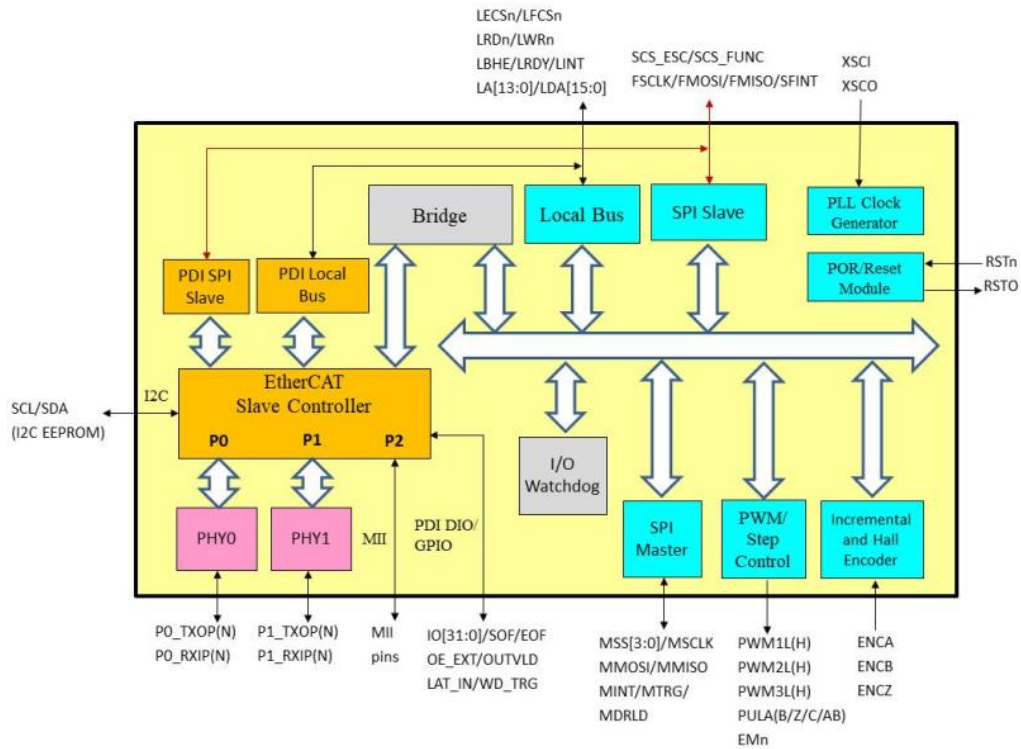 LECSn/LFCSn
LRDn/LWRn
LBHE/LRDY/LINT
LA[13:0]/LDA[15:0]
SCS_ESC/SCS_FUNC
FSCLK/FMOSI/FMISO/SFINT
XSCI
XSCO
Bridge
Local Bus
SPI Slave
PLL Clock
Generator
PDI SPI
Slave
PDI Local
Bus
POR/Reset
Module
RSTn
RSTO
EtherCAT
Slave Controller
I2C
SCL/SDA
(I2C EEPROM)
P0
P1
P2
I/O
Watchdog
PHY0
PHY1
MII
PDI DIO/
GPIO
SPI
Master
PWM/
Step
Control
Incremental
and Hall
Encoder
P0_TXOP(N)
P0_RXIP(N)
P1_TXOP(N)
P1_RXIP(N)
MII
pins
IO[31:0]/SOF/EOF
OE_EXT/OUTVLD
LAT_IN/WD_TRG
MSS[3:0]/MSCLK
MMOSI/MMISO
MINT/MTRG/
MDRLD
PWM1L(H)
PWM2L(H)
PWM3L(H)
PULA(B/Z/C/AB)
EMn
ENCA
ENCB
ENCZ